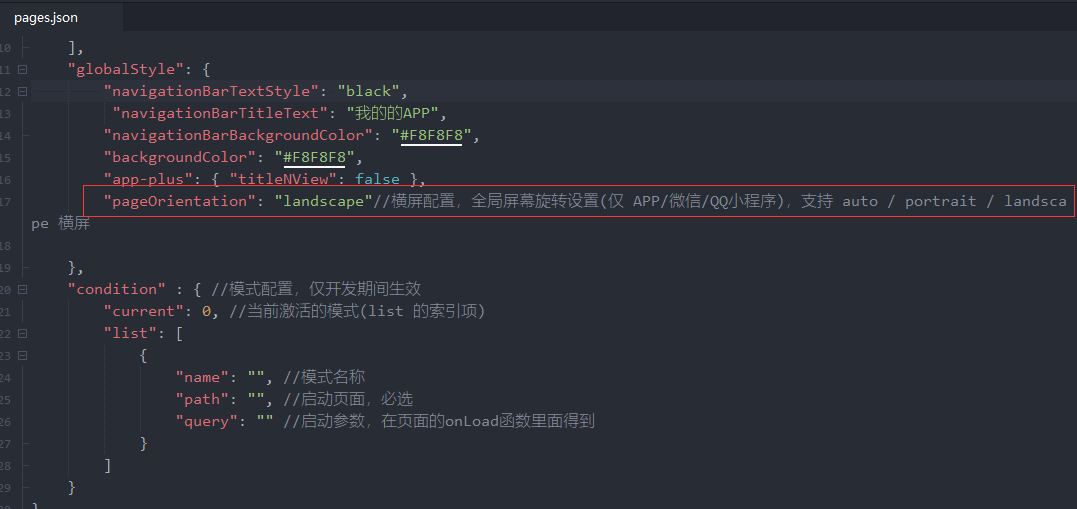 pages.json
10 ],
11 "globalStyle": {
12 "navigationBarTextStyle": "black",
13 "navigationBarTitleText": "我的的APP",
14 "navigationBarBackgroundColor": "#F8F8F8",
15 "backgroundColor": "#F8F8F8",
16 "app-plus": { "titleNView": false },
17 "pageOrientation": "landscape"//横屏配置，全局屏幕旋转设置(仅 APP/微信/QQ小程序)，支持 auto / portrait / landsca
pe 横屏
18
19 },
20 "condition" : { //模式配置，仅开发期间生效
21 "current": 0, //当前激活的模式(list 的索引项)
22 "list": [
23 {
24 "name": "", //模式名称
25 "path": "", //启动页面，必选
26 "query": "" //启动参数，在页面的onLoad函数里面得到
27 }
28 ]
29 }